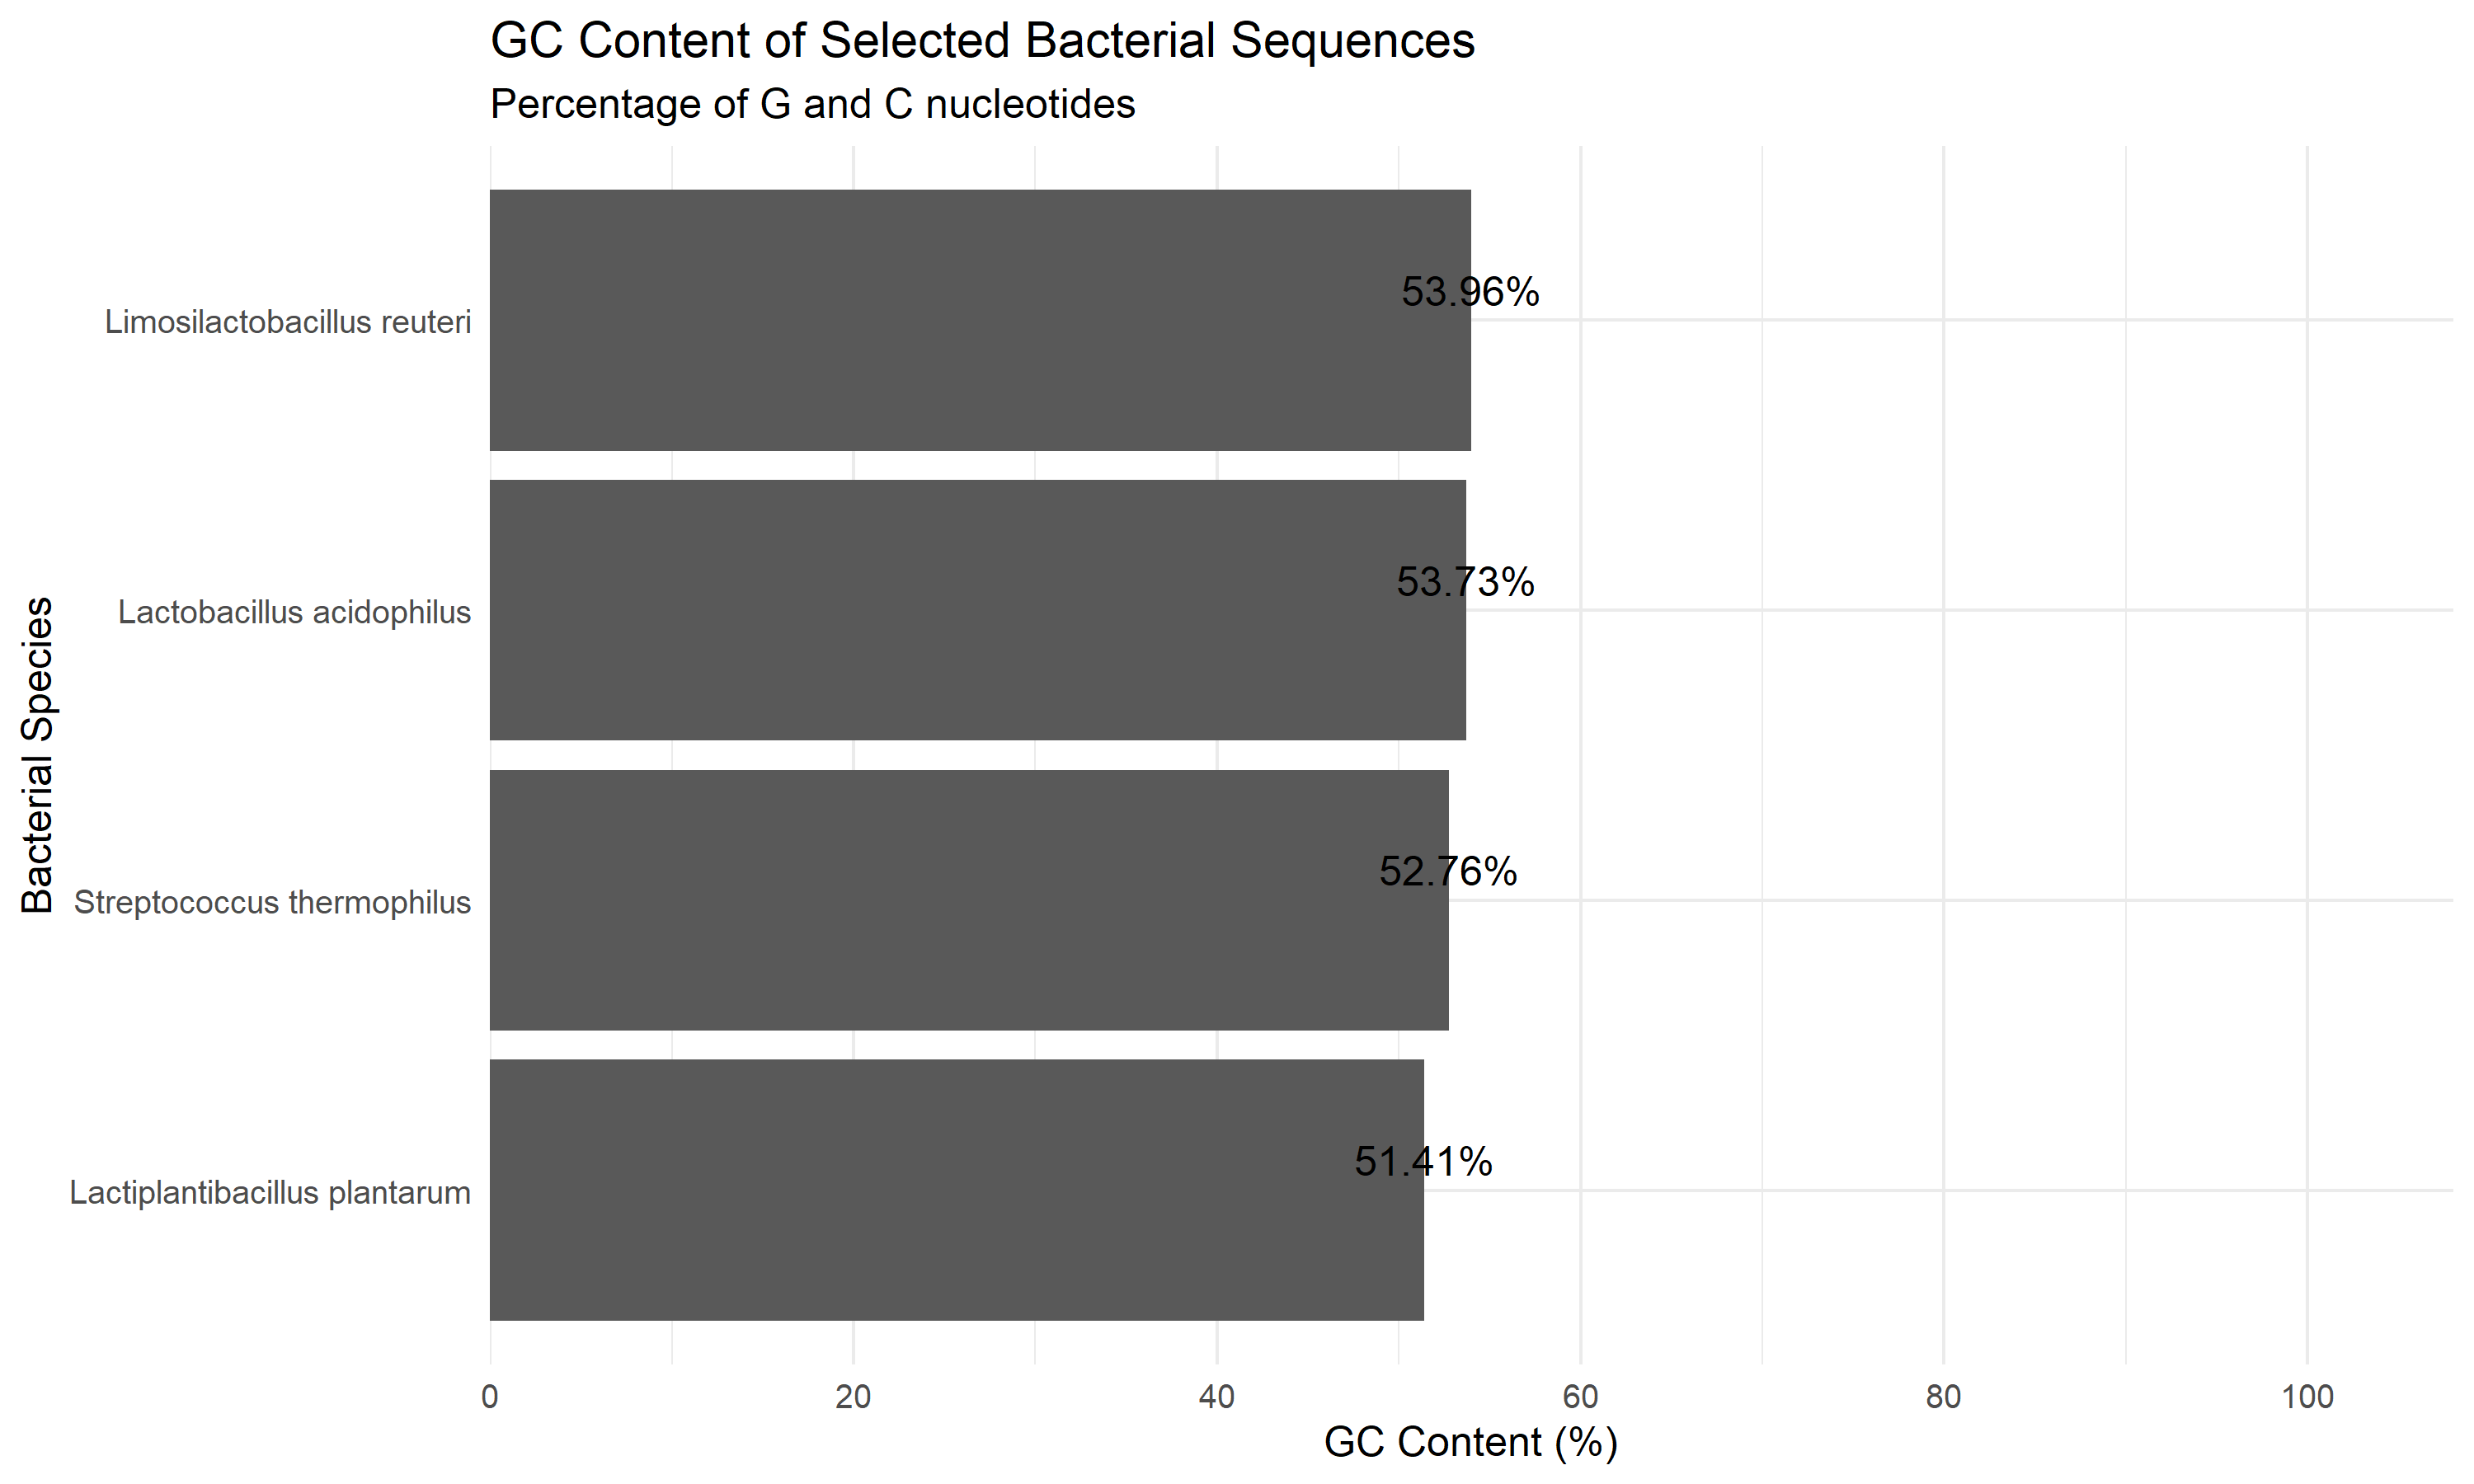 GC Content of Selected Bacterial Sequences
Percentage of G and C nucleotides
Bacterial Species
Limosilactobacillus reuteri
53.96%
Lactobacillus acidophilus
53.73%
Streptococcus thermophilus
52.76%
Lactiplantibacillus plantarum
51.41%
0 20 40 60 80 100
GC Content (%)